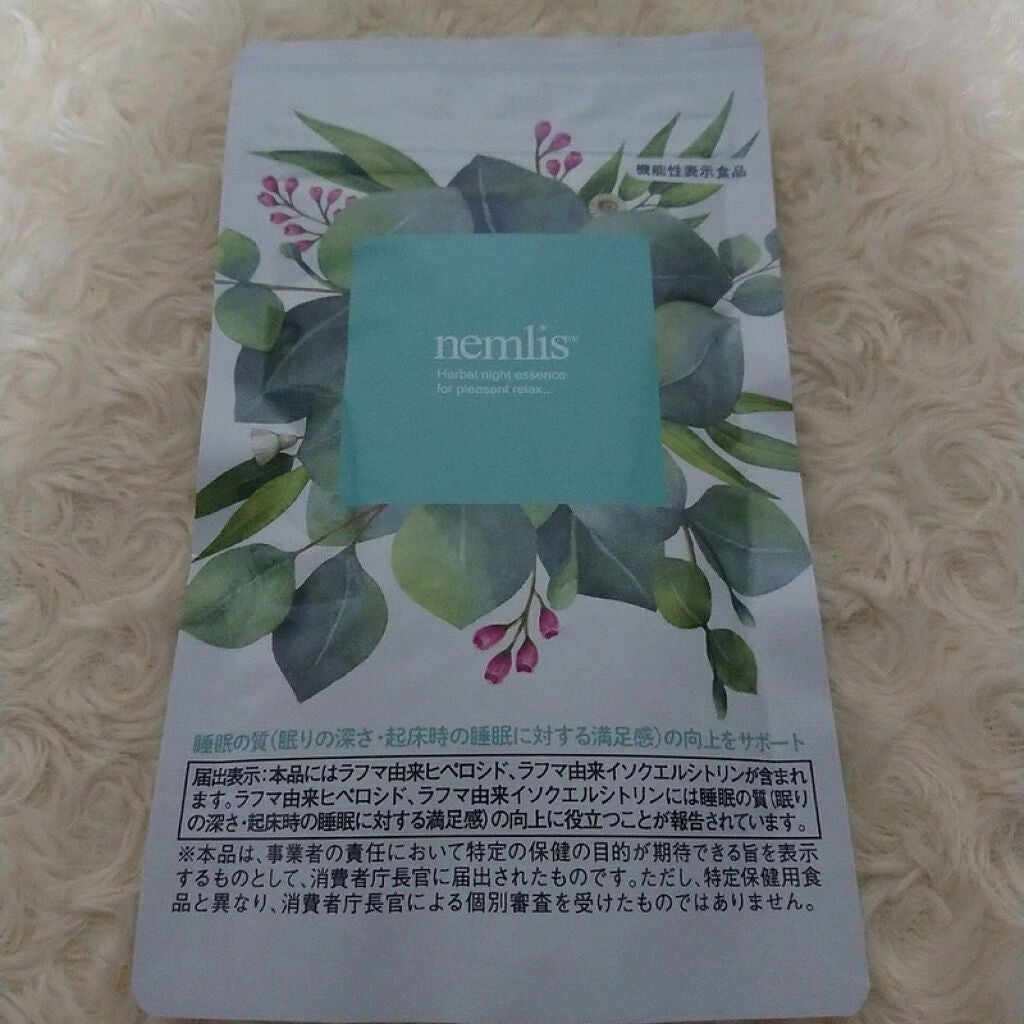 機能性表示食品
nemlis™
Herbal night essence
for pleasant relax...
睡眠の質(眠りの深さ・起床時の睡眠に対する満足感)の向上をサポート
届出表示:本品にはラフマ由来ヒペロシド、ラフマ由来イソクエルシトリンが含まれ
ます。ラフマ由来ヒペロシド、ラフマ由来イソクエルシトリンには睡眠の質(眠り
の深さ・起床時の睡眠に対する満足感)の向上に役立つことが報告されています。
※本品は、事業者の責任において特定の保健の目的が期待できる旨を表示
するものとして、消費者庁長官に届出されたものです。ただし、特定保健用食
品と異なり、消費者庁長官による個別審査を受けたものではありません。